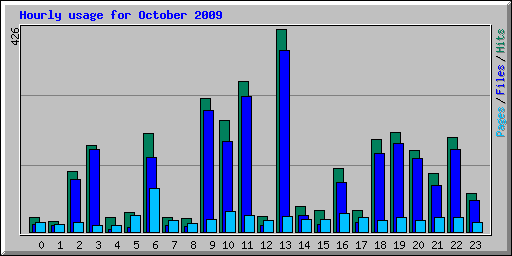 Hourly usage for October 2009
426
Pages/Files/Hits
0 1 2 3 4 5 6 7 8 9 10 11 12 13 14 15 16 17 18 19 20 21 22 23